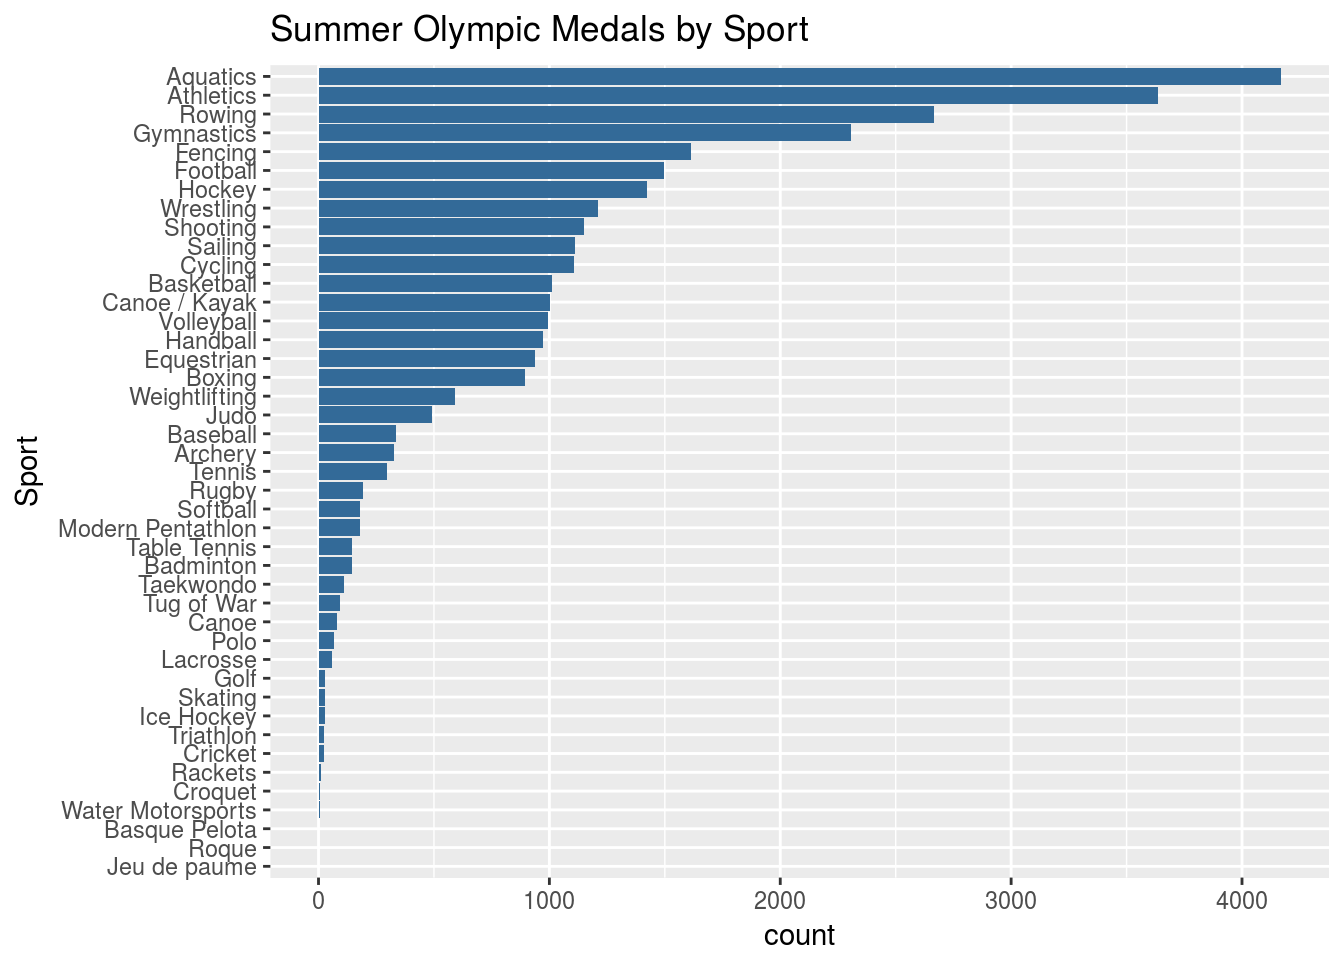 Summer Olympic Medals by Sport
Aquatics
Athletics
Rowing
Gymnastics
Fencing
Football
Hockey
Wrestling
Shooting
Sailing
Cycling
Basketball
Canoe / Kayak
Volleyball
Handball
Equestrian
Boxing
Weightlifting
Judo
Baseball
Archery
Tennis
Rugby
Softball
Modern Pentathlon
Table Tennis
Badminton
Taekwondo
Tug of War
Canoe
Polo
Lacrosse
Golf
Skating
Ice Hockey
Triathlon
Cricket
Rackets
Croquet
Water Motorsports
Basque Pelota
Roque
Jeu de paume
Sport
0 1000 2000 3000 4000
count